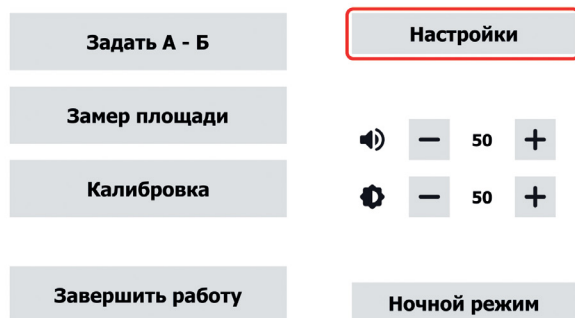 Задать А - Б
Замер площади
Калибровка
Завершить работу
Настройки
50
50
Ночной режим